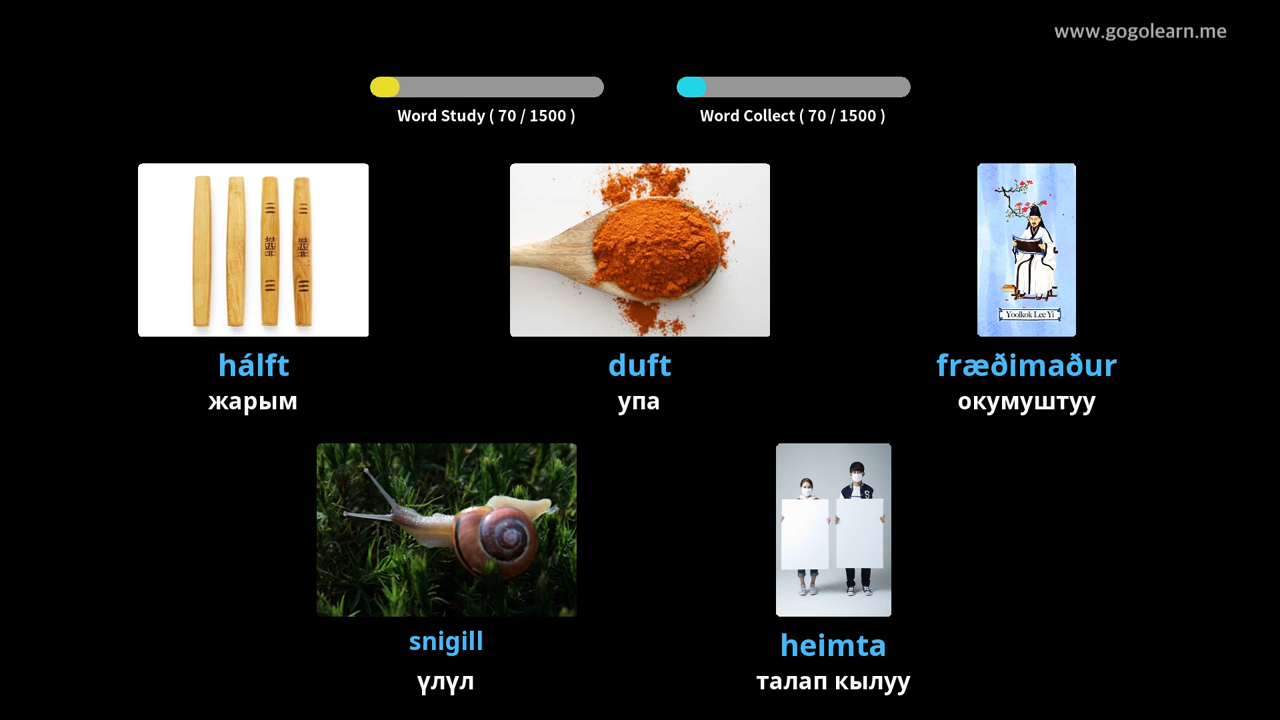 www.gogolearn.me
Word Study ( 70 / 1500 )
Word Collect ( 70 / 1500 )
Yoolkok Lee Yi
hálft
жарым
duft
упа
fræðimaður
окумуштуу
S
snigill
үлүл
heimta
талап кылуу